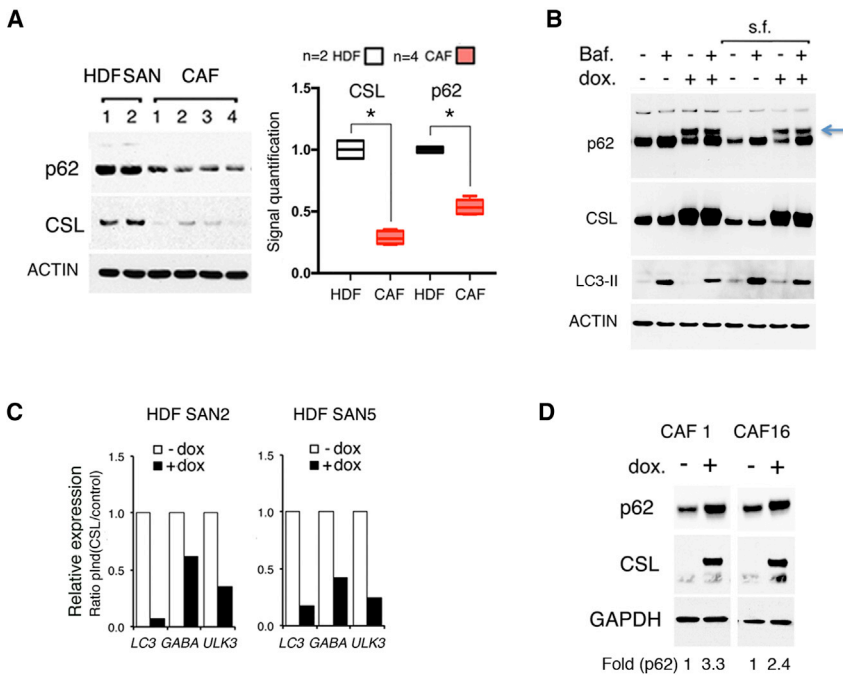 A
HDF SAN CAF
1 2 1 2 3 4
p62
CSL
ACTIN
n=2 HDF n=4 CAF
CSL p62
* *
Signal quantification
1.5
1.0
0.5
0.0
HDF CAF HDF CAF
B
s.f.
Baf. - + - + - + - +
dox. - - + + - - + +
p62
CSL
LC3-II
ACTIN
C
HDF SAN2
Relative expression
Ratio pInd(CSL/control)
- dox
+dox
1.5
1.0
0.5
0.0
LC3 GABA ULK3
HDF SAN5
- dox
+dox
1.5
1.0
0.5
0.0
LC3 GABA ULK3
D
CAF 1 CAF16
dox. - + - +
p62
CSL
GAPDH
Fold (p62) 1 3.3 1 2.4